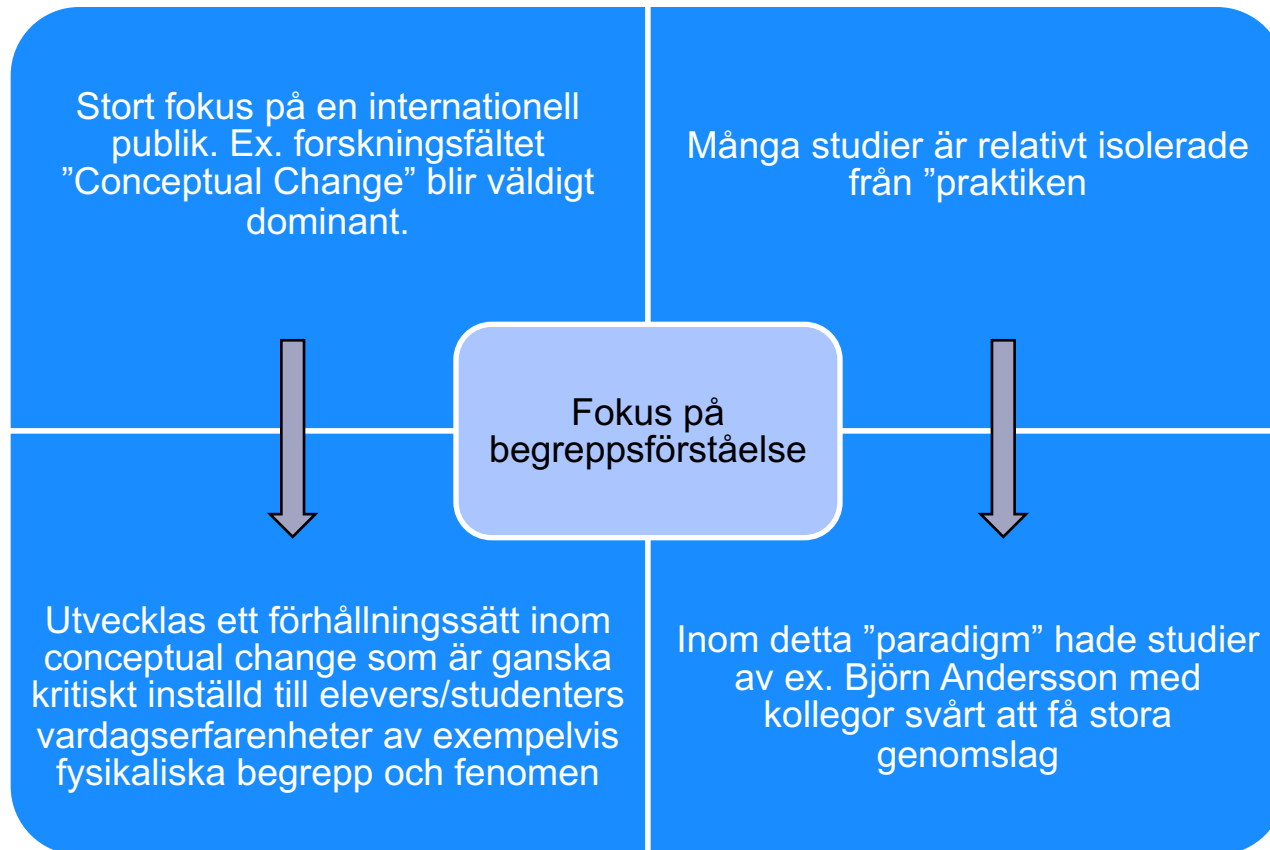 Stort fokus på en internationell
publik. Ex. forskningsfältet
”Conceptual Change” blir väldigt
dominant.
Många studier är relativt isolerade
från ”praktiken
Fokus på
begreppsförståelse
Utvecklas ett förhållningssätt inom
conceptual change som är ganska
kritiskt inställd till elevers/studenters
vardagserfarenheter av exempelvis
fysikaliska begrepp och fenomen
Inom detta ”paradigm” hade studier
av ex. Björn Andersson med
kollegor svårt att få stora
genomslag